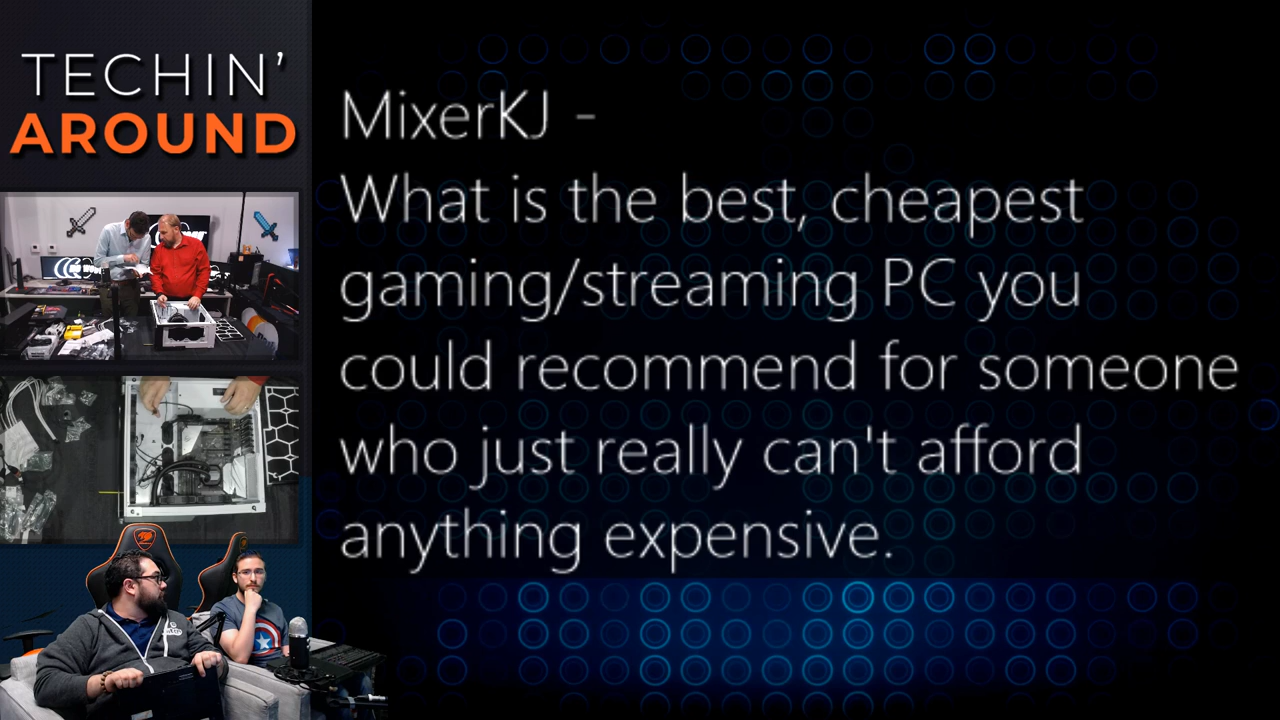 TECHIN'
AROUND
MixerKJ -
What is the best, cheapest
gaming/streaming PC you
could recommend for someone
who just really can't afford
anything expensive.